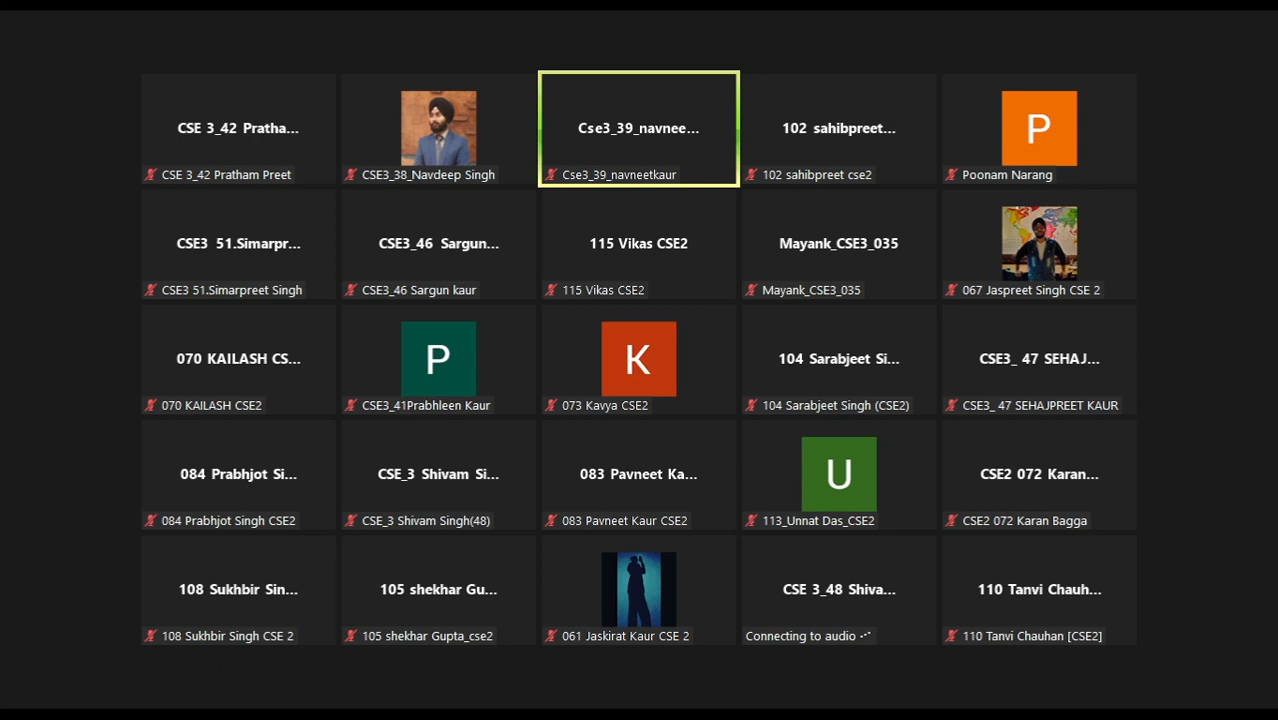 CSE 3_42 Pratha...
CSE 3_42 Pratham Preet
CSE3_38_Navdeep Singh
Cse3_39_navnee...
Cse3_39_navneetkaur
102 sahibpreet...
102 sahibpreet cse2
P
Poonam Narang
CSE3 51.Simarpr...
CSE3 51.Simarpreet Singh
CSE3_46 Sargun...
CSE3_46 Sargun kaur
115 Vikas CSE2
115 Vikas CSE2
Mayank_CSE3_035
Mayank_CSE3_035
067 Jaspreet Singh CSE 2
070 KAILASH CS...
070 KAILASH CSE2
P
CSE3_41Prabhleen Kaur
K
073 Kavya CSE2
104 Sarabjeet Si...
104 Sarabjeet Singh (CSE2)
CSE3_ 47 SEHAJ...
CSE3_ 47 SEHAJPREET KAUR
084 Prabhjot Si...
084 Prabhjot Singh CSE2
CSE_3 Shivam Si...
CSE_3 Shivam Singh(48)
083 Pavneet Ka...
083 Pavneet Kaur CSE2
U
113_Unnat Das_CSE2
CSE2 072 Karan...
CSE2 072 Karan Bagga
108 Sukhbir Sin...
108 Sukhbir Singh CSE 2
105 shekhar Gu...
105 shekhar Gupta_cse2
061 Jaskirat Kaur CSE 2
CSE 3_48 Shiva...
Connecting to audio
110 Tanvi Chauh...
110 Tanvi Chauhan [CSE2]